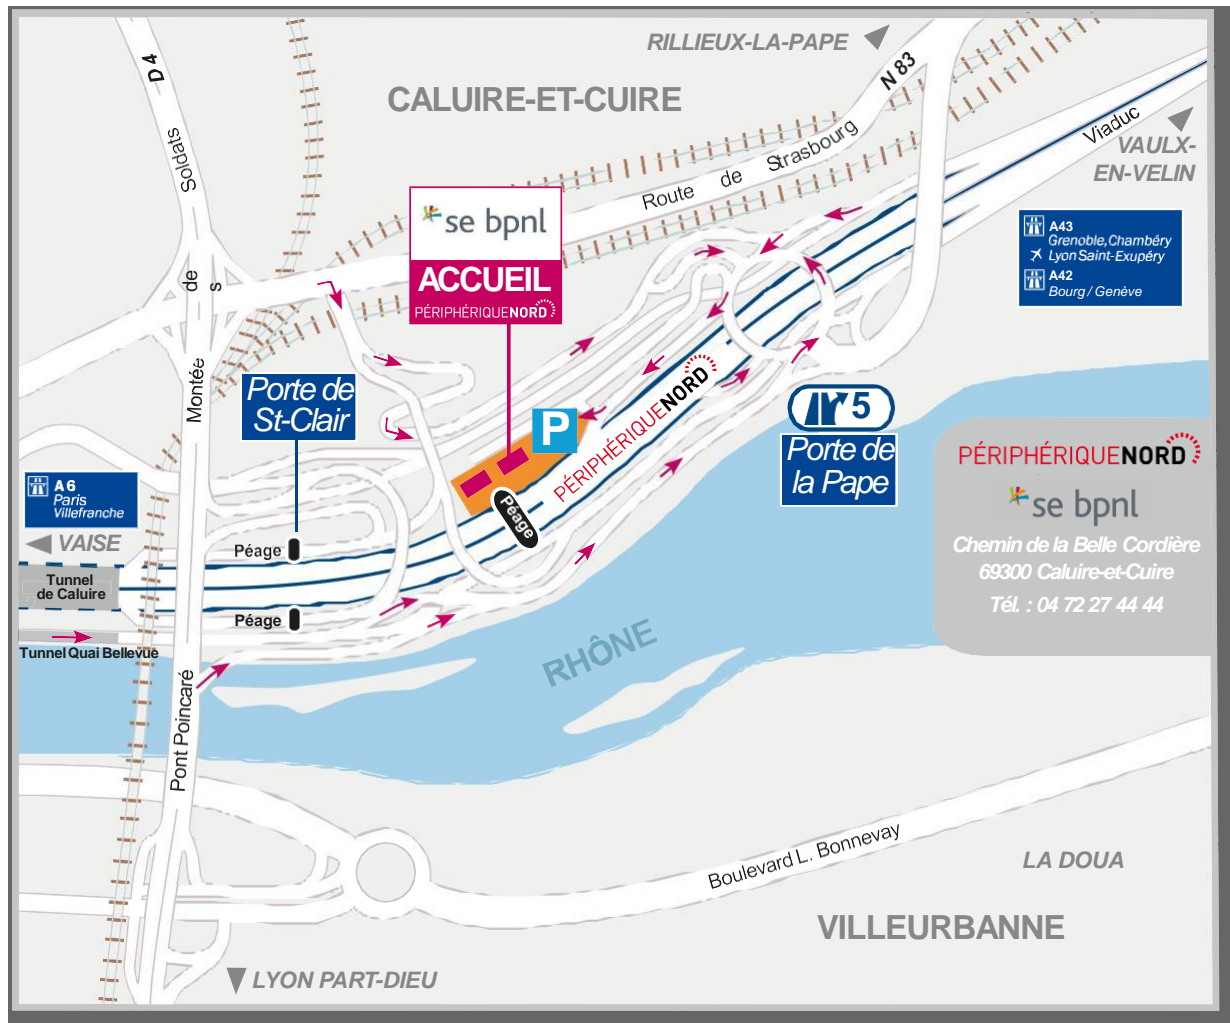 RILLIEUX-LA-PAPE
D 4
N 83
CALUIRE-ET-CUIRE
Viaduc
VAULX-
EN-VELIN
Soldats
Route de Strasbourg
se bpnl
ACCUEIL
PÉRIPHÉRIQUENORD
A43
Grenoble,Chambéry
Lyon Saint-Exupéry
A42
Bourg / Genève
des
Montée
Porte de
St-Clair
P
PÉRIPHÉRIQUENORD
5
Porte de
la Pape
A6
Paris
Villefranche
VAISE
Péage
Péage
Tunnel
de Caluire
Péage
Tunnel Quai Bellevue
PÉRIPHÉRIQUENORD
se bpnl
Chemin de la Belle Cordière
69300 Caluire-et-Cuire
Tél. : 04 72 27 44 44
RHÔNE
Pont Poincaré
Boulevard L. Bonnevay
LA DOUA
VILLEURBANNE
LYON PART-DIEU